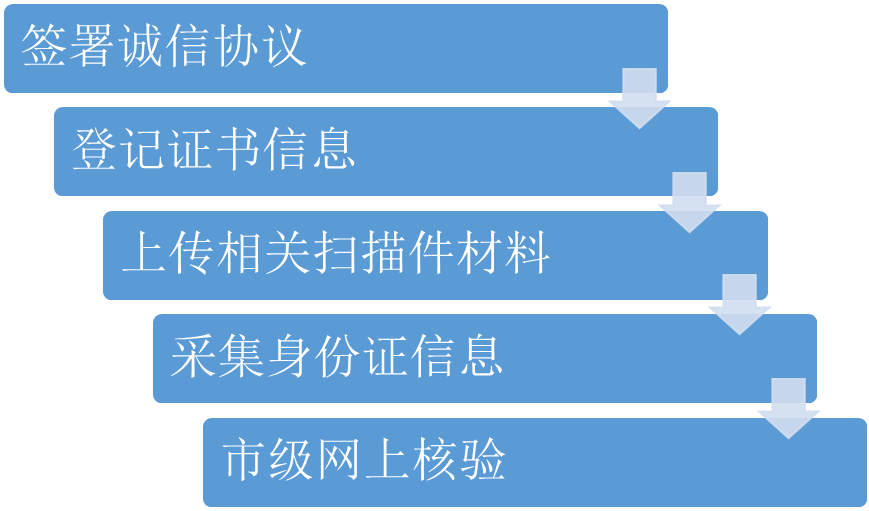 签署诚信协议
登记证书信息
上传相关扫描件材料
采集身份证信息
市级网上核验